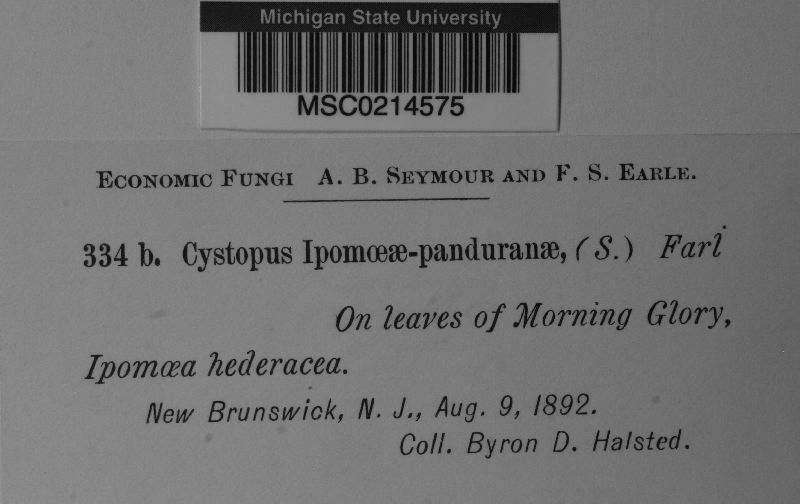 Michigan State University
MSC0214575
Economic Fungi A. B. Seymour and F. S. Earle.
334 b. Cystopus Ipomœæ-panduranæ, (S.) Farl
On leaves of Morning Glory,
Ipomœa hederacea.
New Brunswick, N. J., Aug. 9, 1892.
Coll. Byron D. Halsted.